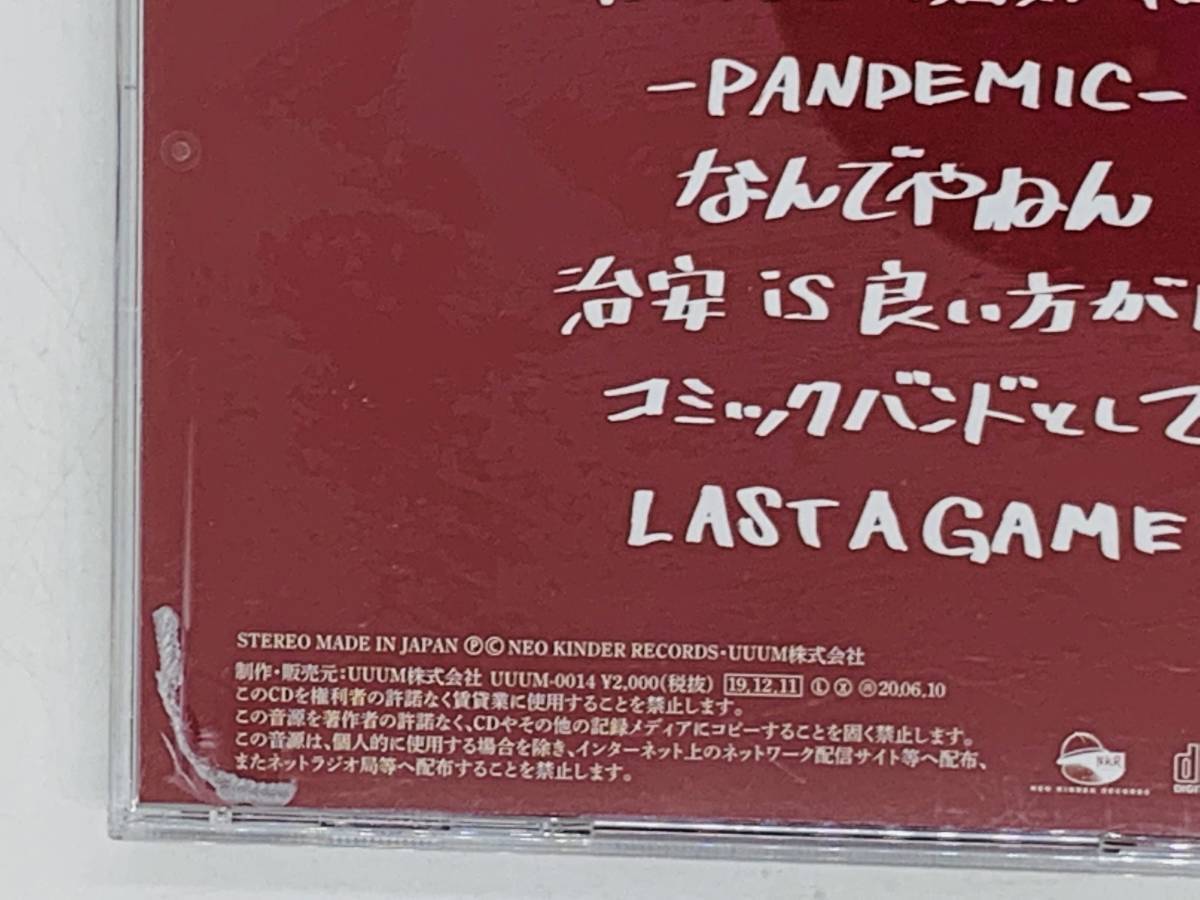 -PANDEMIC-
なんでやねん
治安 is 良い方が
コミックバンドとして
LAST A GAME
STEREO MADE IN JAPAN ℗© NEO KINDER RECORDS・UUUM株式会社
制作・販売元:UUUM株式会社 UUUM-0014 ¥2,000(税抜) 19.12.11 Ⓛ Ⓧ 20.06.10
このCDを権利者の許諾なく賃貸業に使用することを禁止します。
この音源を著作者の許諾なく、CDやその他の記録メディアにコピーすることを固く禁止します。
この音源は、個人的に使用する場合を除き、インターネット上のネットワーク配信サイト等へ配布、
またネットラジオ局等へ配布することを禁止します。
NKR
NEO KINDER RECORDS
DIGIT